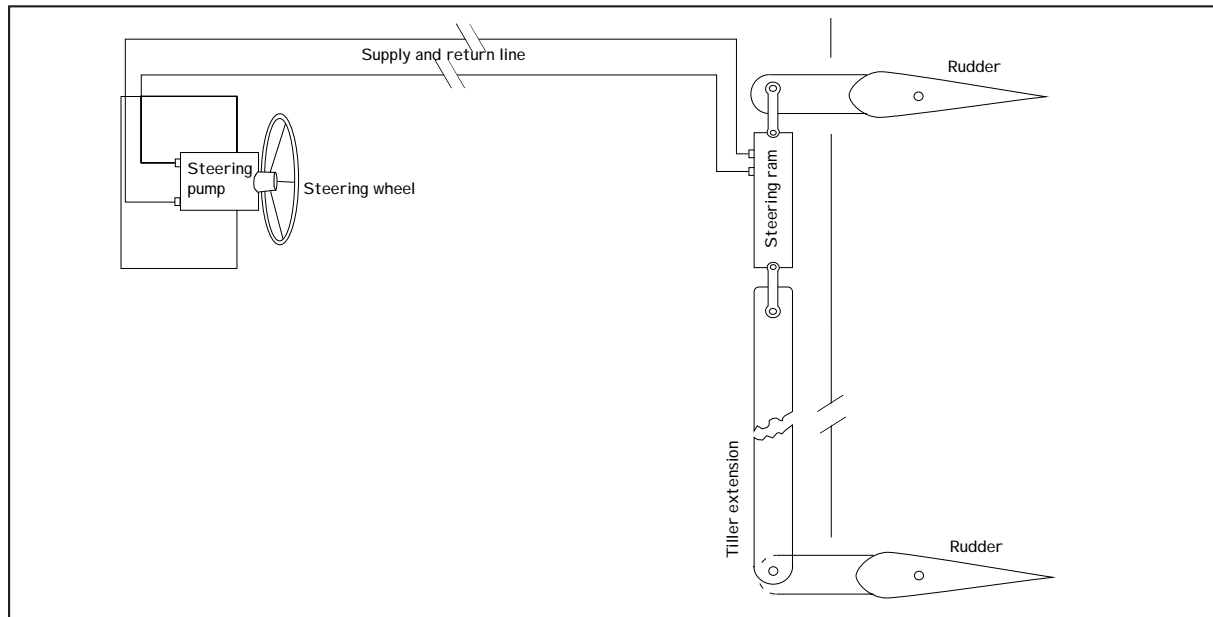 Supply and return line
Rudder
Steering
pump
Steering wheel
Steering ram
Tiller extension
Rudder